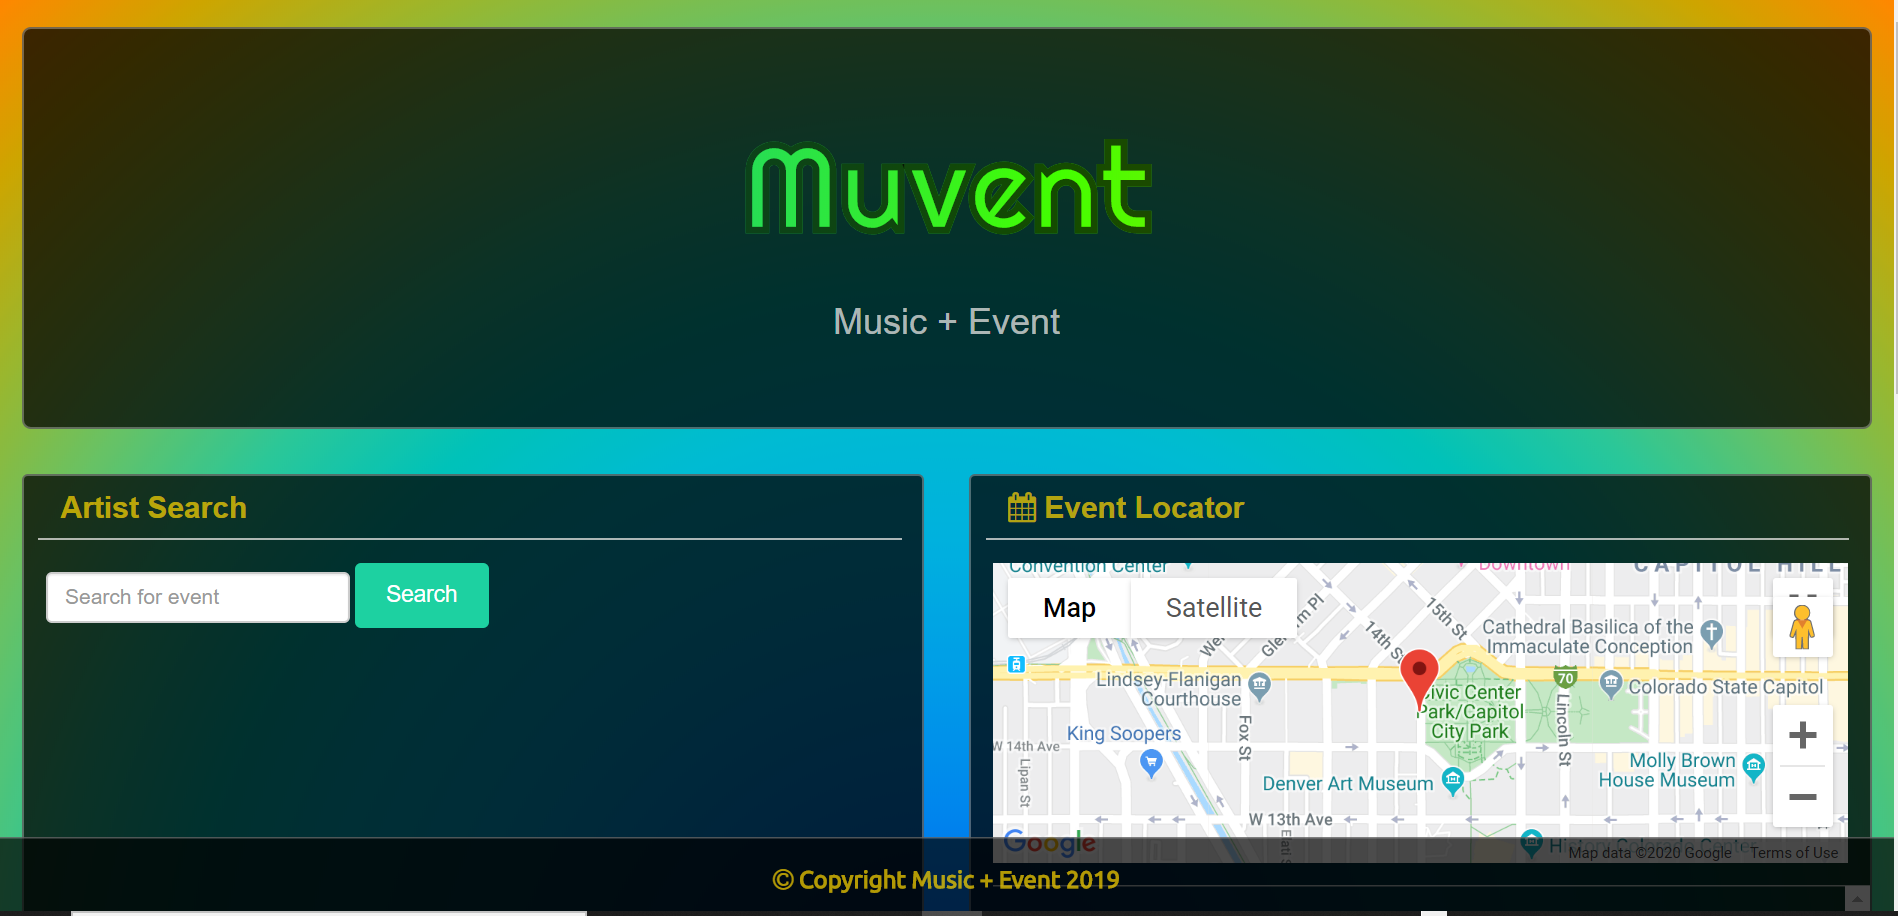 Muvent
Music + Event
Artist Search
Search for event
Search
Event Locator
Convention Center
Downtown
CAPITOL HILL
Map
Satellite
15th St
14th St
Cathedral Basilica of the
Immaculate Conception
Lindsey-Flanigan
Courthouse
70
Colorado State Capitol
Civic Center
Park/Capitol
City Park
King Soopers
Fox St
Lincoln St
W 14th Ave
Lipan St
Molly Brown
House Museum
Denver Art Museum
W 13th Ave
Google
Map data ©2020 Google
Terms of Use
© Copyright Music + Event 2019